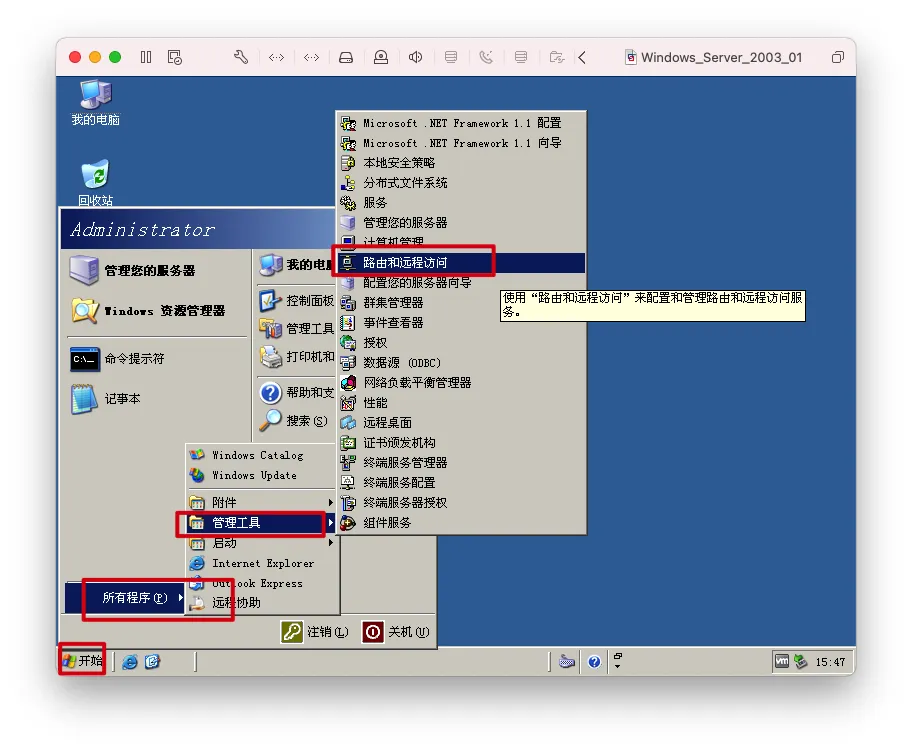 Windows_Server_2003_01
我的电脑
回收站
Administrator
管理您的服务器
Windows 资源管理器
命令提示符
C:\_
记事本
我的电脑
控制面板
管理工具
打印机和
帮助和支
搜索(S)
Windows Catalog
Windows Update
附件
管理工具
启动
Internet Explorer
Outlook Express
远程协助
所有程序(P)
注销(L)
关机(U)
Microsoft .NET Framework 1.1 配置
Microsoft .NET Framework 1.1 向导
本地安全策略
分布式文件系统
服务
管理您的服务器
计算机管理
路由和远程访问
配置您的服务器向导
群集管理器
事件查看器
授权
数据源 (ODBC)
网络负载平衡管理器
性能
远程桌面
证书颁发机构
终端服务管理器
终端服务配置
终端服务器授权
组件服务
使用“路由和远程访问”来配置和管理路由和远程访问服
务。
开始
vm
15:47